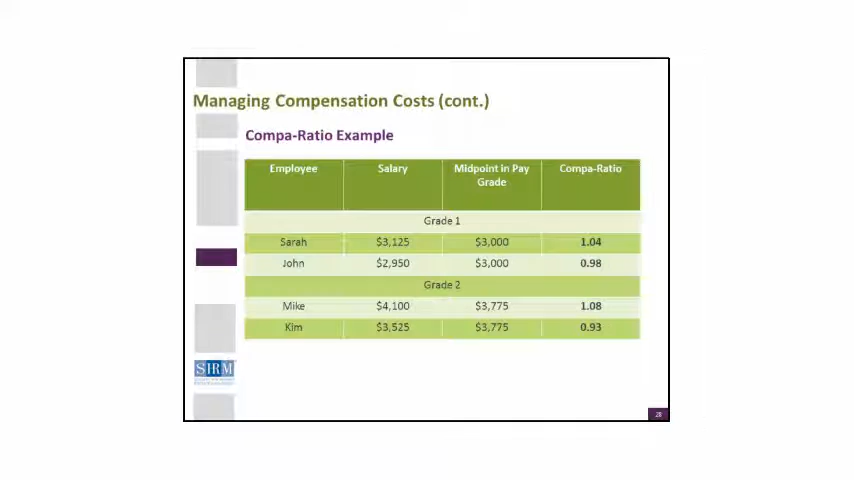 Managing Compensation Costs (cont.)
Compa-Ratio Example
Employee Salary Midpoint in Pay Grade Compa-Ratio
Grade 1
Sarah $3,125 $3,000 1.04
John $2,950 $3,000 0.98
Grade 2
Mike $4,100 $3,775 1.08
Kim $3,525 $3,775 0.93
28